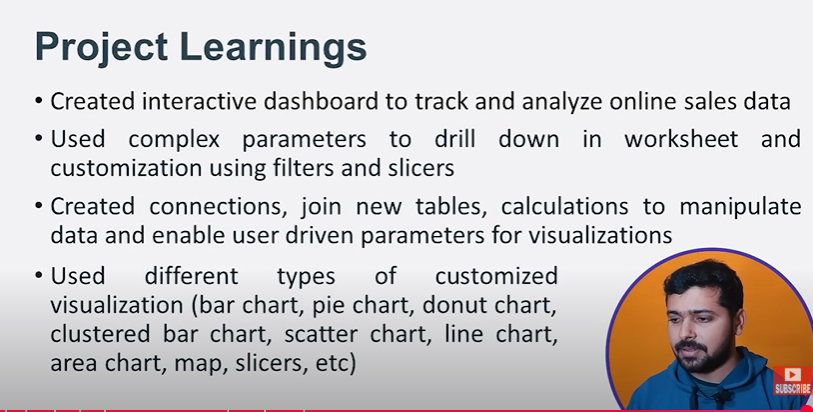 Project Learnings
• Created interactive dashboard to track and analyze online sales data
• Used complex parameters to drill down in worksheet and
customization using filters and slicers
• Created connections, join new tables, calculations to manipulate
data and enable user driven parameters for visualizations
• Used different types of customized
visualization (bar chart, pie chart, donut chart,
clustered bar chart, scatter chart, line chart,
area chart, map, slicers, etc)
SUBSCRIBE